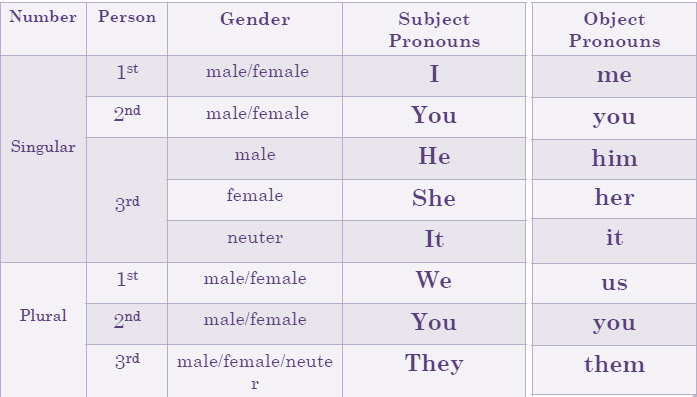 Number Person Gender Subject Pronouns Object Pronouns
1st male/female I me
2nd male/female You you
Singular
male He him
3rd
female She her
neuter It it
1st male/female We us
Plural
2nd male/female You you
3rd male/female/neute
r
They them